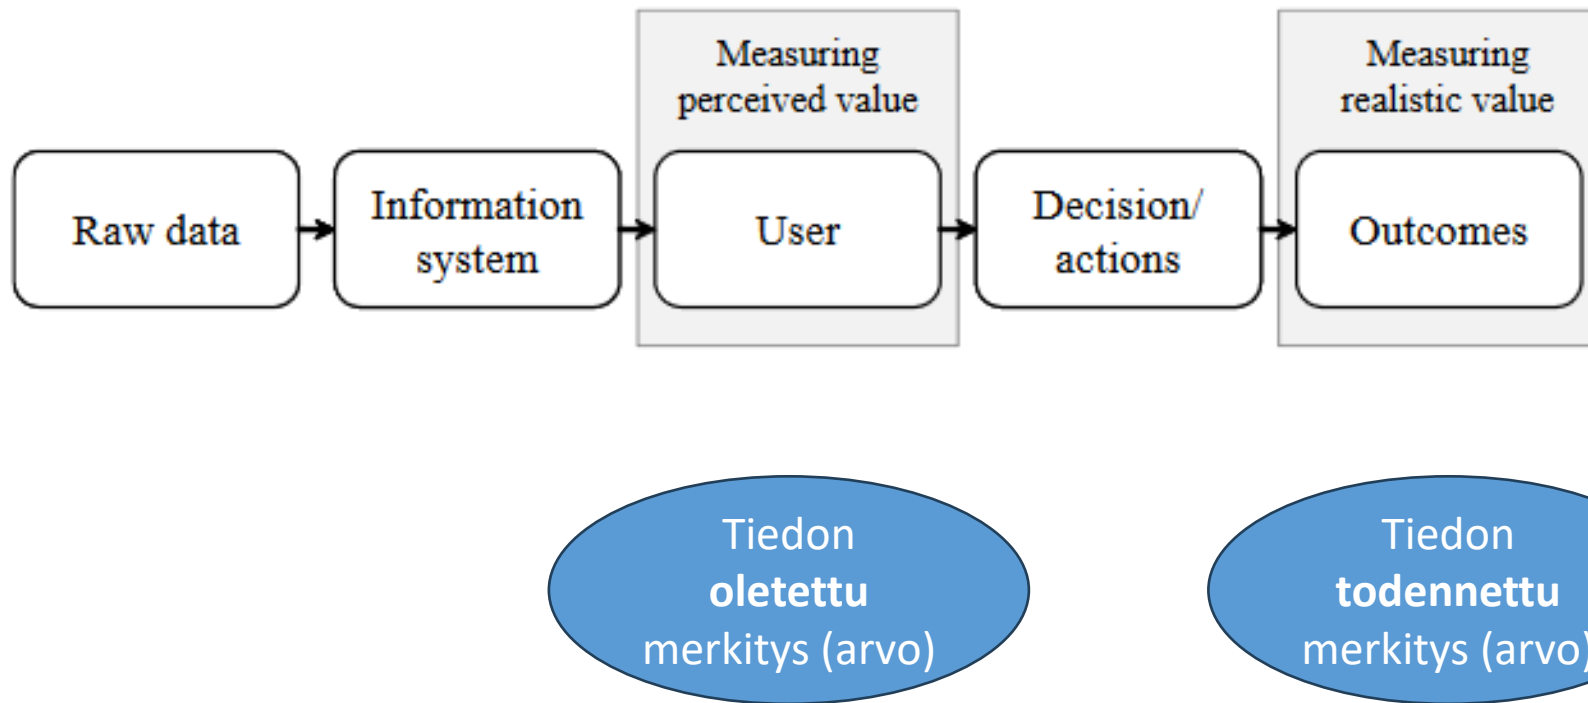 Measuring
perceived value
Measuring
realistic value
Raw data
Information
system
User
Decision/
actions
Outcomes
Tiedon
oletettu
merkitys (arvo)
Tiedon
todennettu
merkitys (arvo)